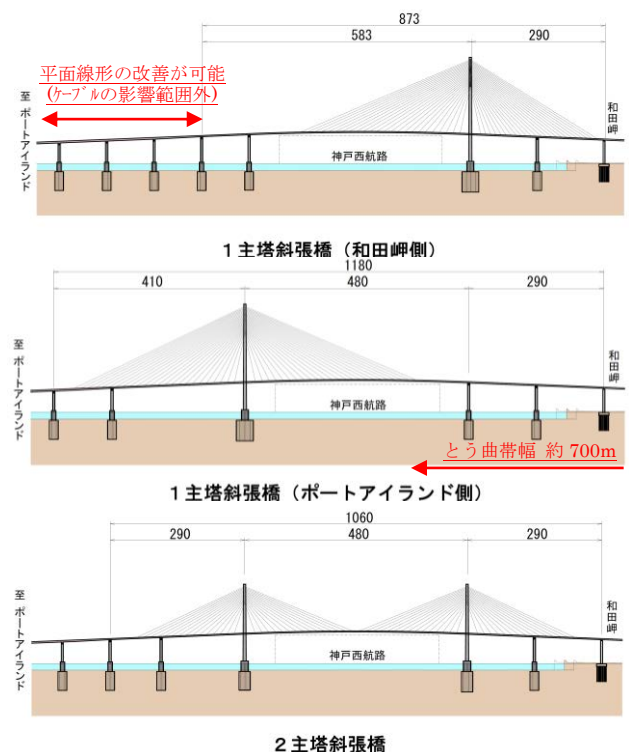 873
583
290
平面線形の改善が可能
(ケーブルの影響範囲外)
至 ポートアイランド
和田岬
神戸西航路
1主塔斜張橋（和田岬側）
1180
410
480
290
至 ポートアイランド
和田岬
神戸西航路
とう曲帯幅 約 700m
1主塔斜張橋（ポートアイランド側）
1060
290
480
290
至 ポートアイランド
和田岬
神戸西航路
2主塔斜張橋